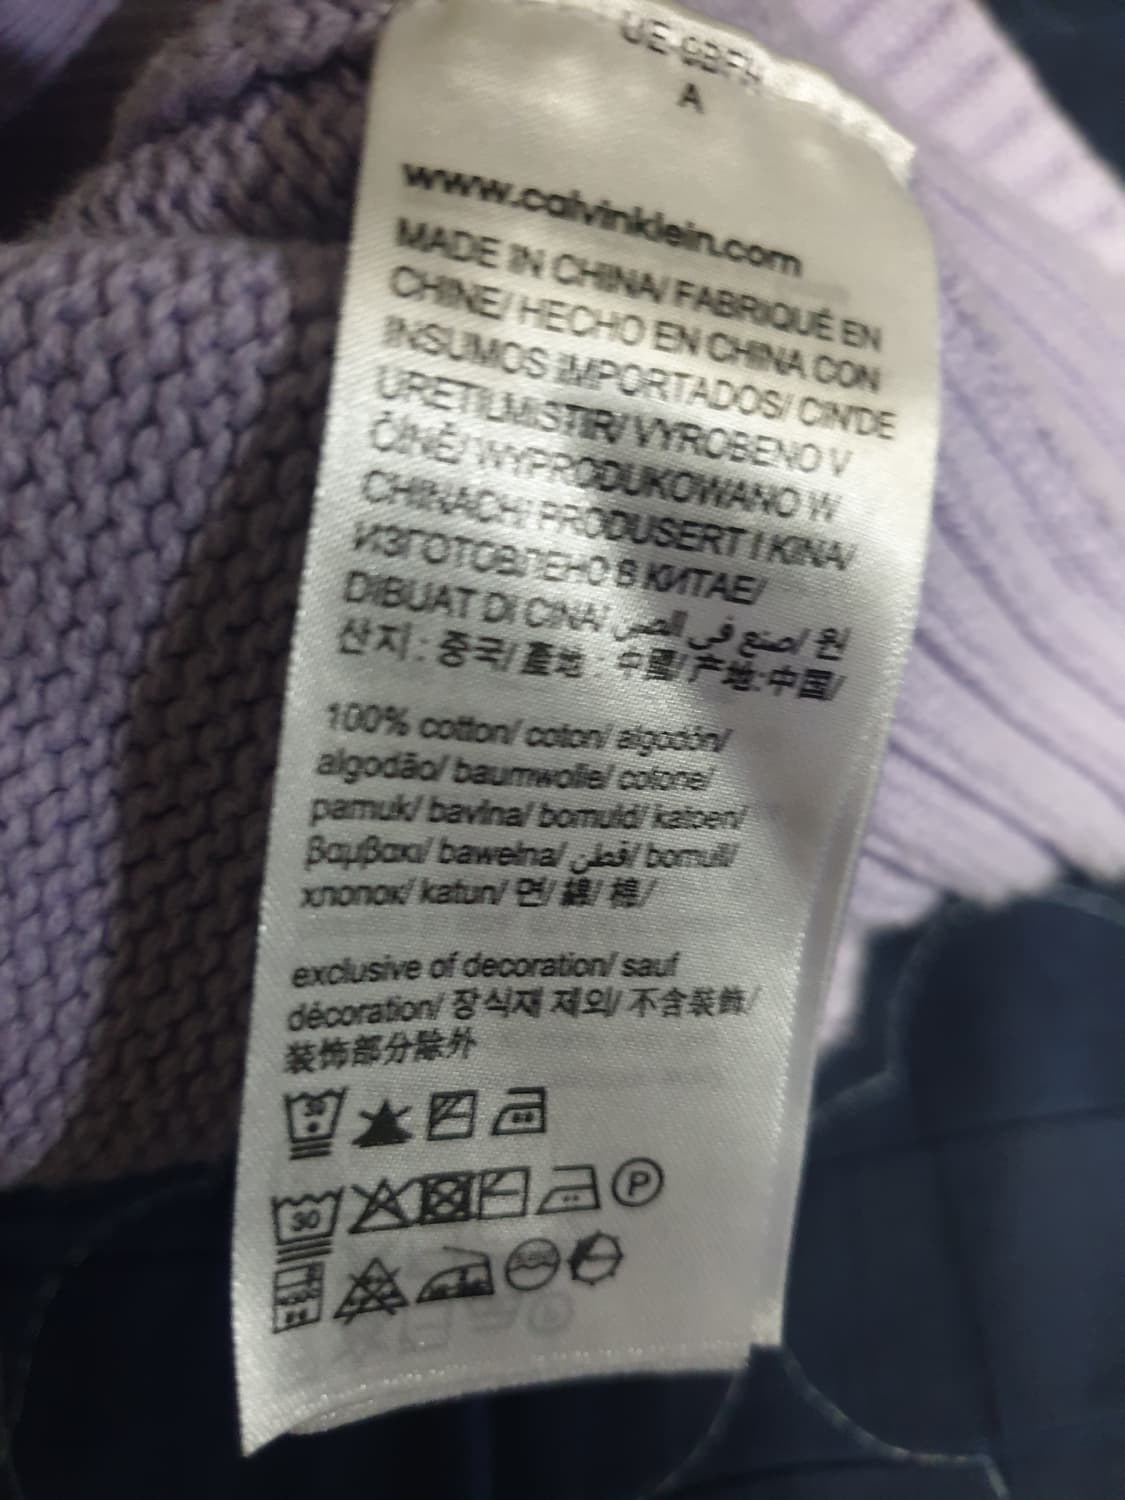 A
www.calvinklein.com
MADE IN CHINA/ FABRIQUÉ EN
CHINE/ HECHO EN CHINA CON
INSUMOS IMPORTADOS/ CIN'DE
URETILMISTIR/ VYROBENO V
ČÍNĚ/ WYPRODUKOWANO W
CHINACH/ PRODUSERT I KINA/
ИЗГОТОВЛЕНО В КИТАЕ/
DIBUAT DI CINA/ صنع في الصين/ 원
산지: 중국/ 產地: 中國/ 产地:中国/
100% cotton/ coton/ algodón/
algodão/ baumwolle/ cotone/
pamuk/ bavlna/ bomuld/ katoen/
βαμβακι/ bawełna/ قطن/ bomull/
хлопок/ katun/ 면/ 綿/ 棉/
exclusive of decoration/ sauf
décoration/ 장식재 제외/ 不含裝飾/
装饰部分除外
30
30
P